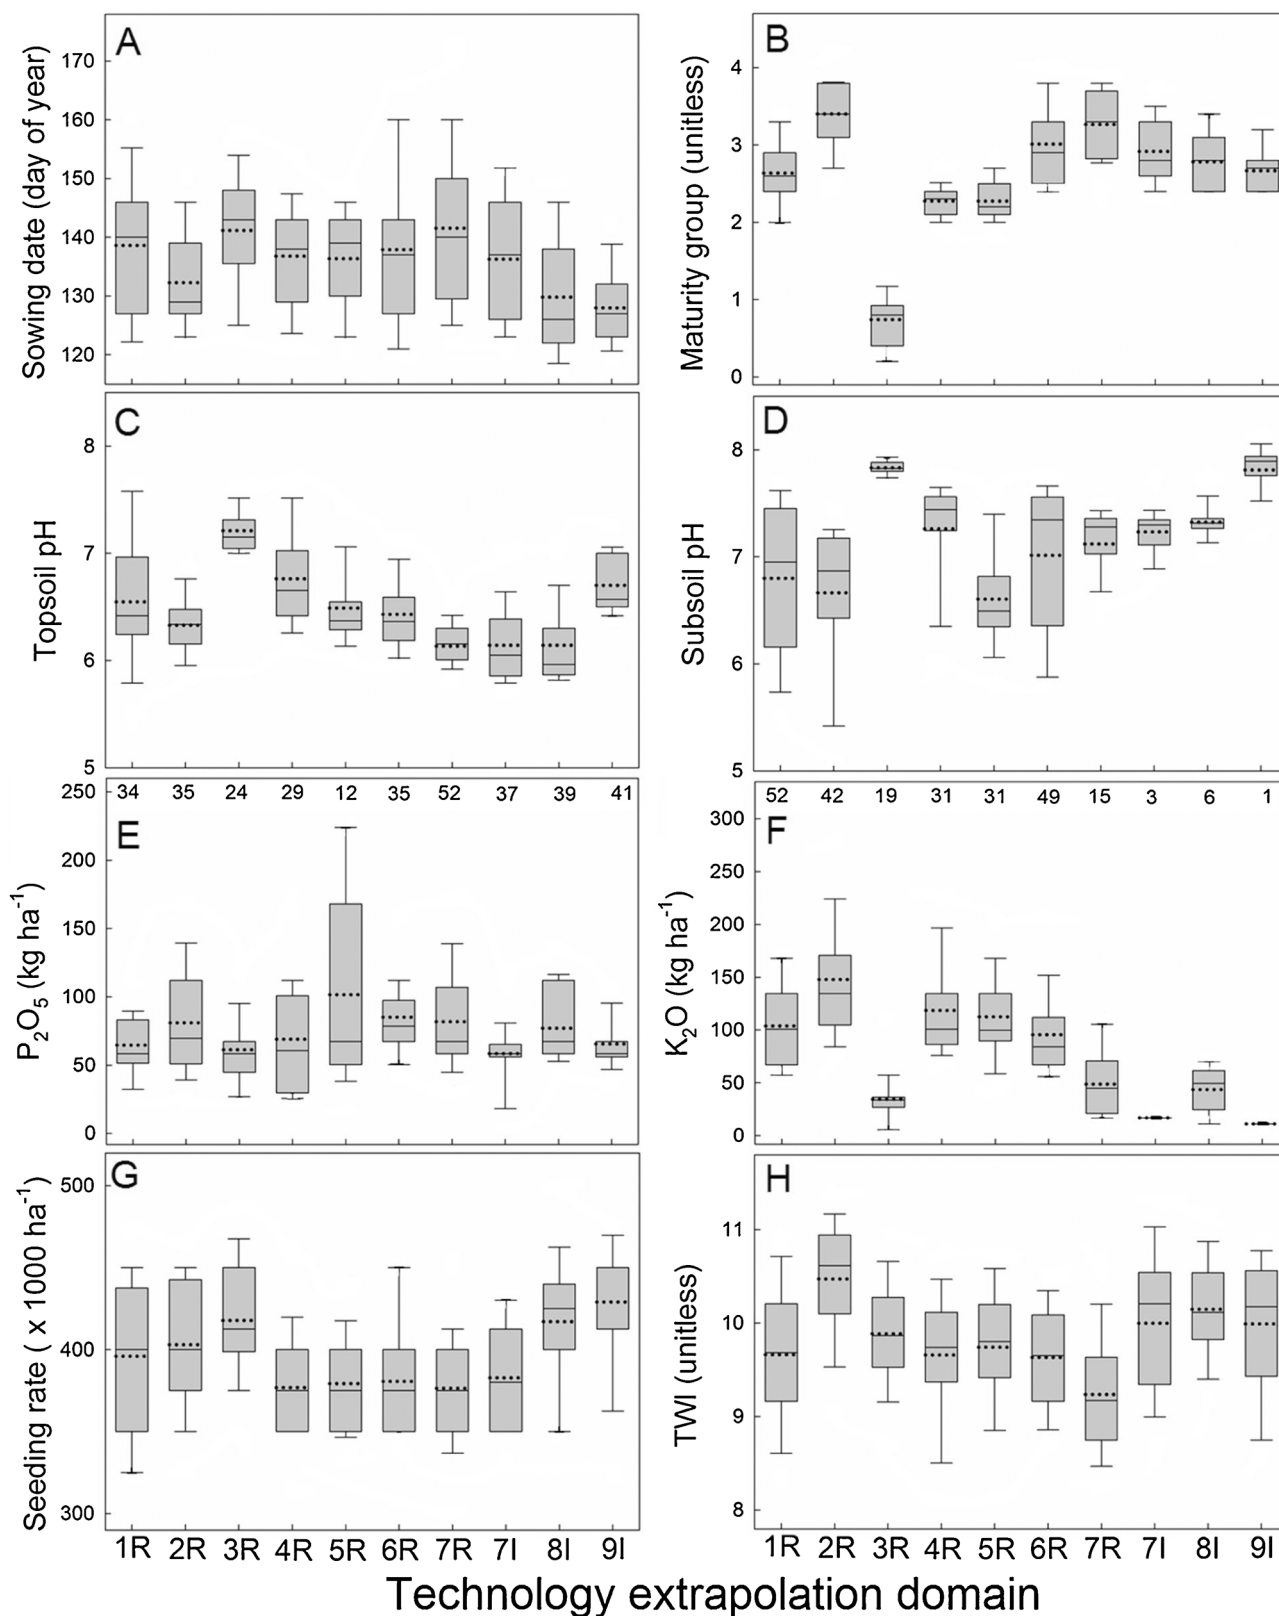 A
Sowing date (day of year)
170
160
150
140
130
120
B
Maturity group (unitless)
4
3
2
1
0
C
Topsoil pH
8
7
6
5
D
Subsoil pH
8
7
6
5
E
P₂O₅ (kg ha⁻¹)
250
200
150
100
50
0
34 35 24 29 12 35 52 37 39 41
F
K₂O (kg ha⁻¹)
300
250
200
150
100
50
0
52 42 19 31 31 49 15 3 6 1
G
Seeding rate ( x 1000 ha⁻¹)
500
400
300
1R 2R 3R 4R 5R 6R 7R 7I 8I 9I
H
TWI (unitless)
11
10
9
8
1R 2R 3R 4R 5R 6R 7R 7I 8I 9I
Technology extrapolation domain